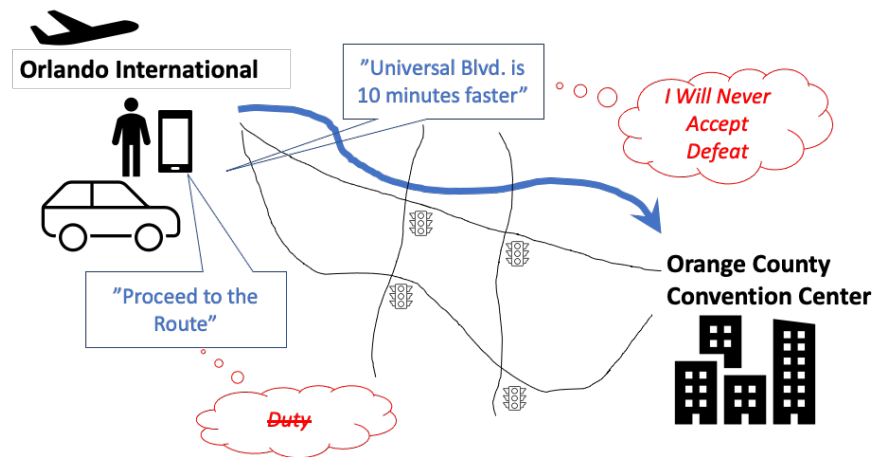 Orlando International
”Universal Blvd. is
10 minutes faster”
I Will Never
Accept
Defeat
Orange County
Convention Center
”Proceed to the
Route”
Duty